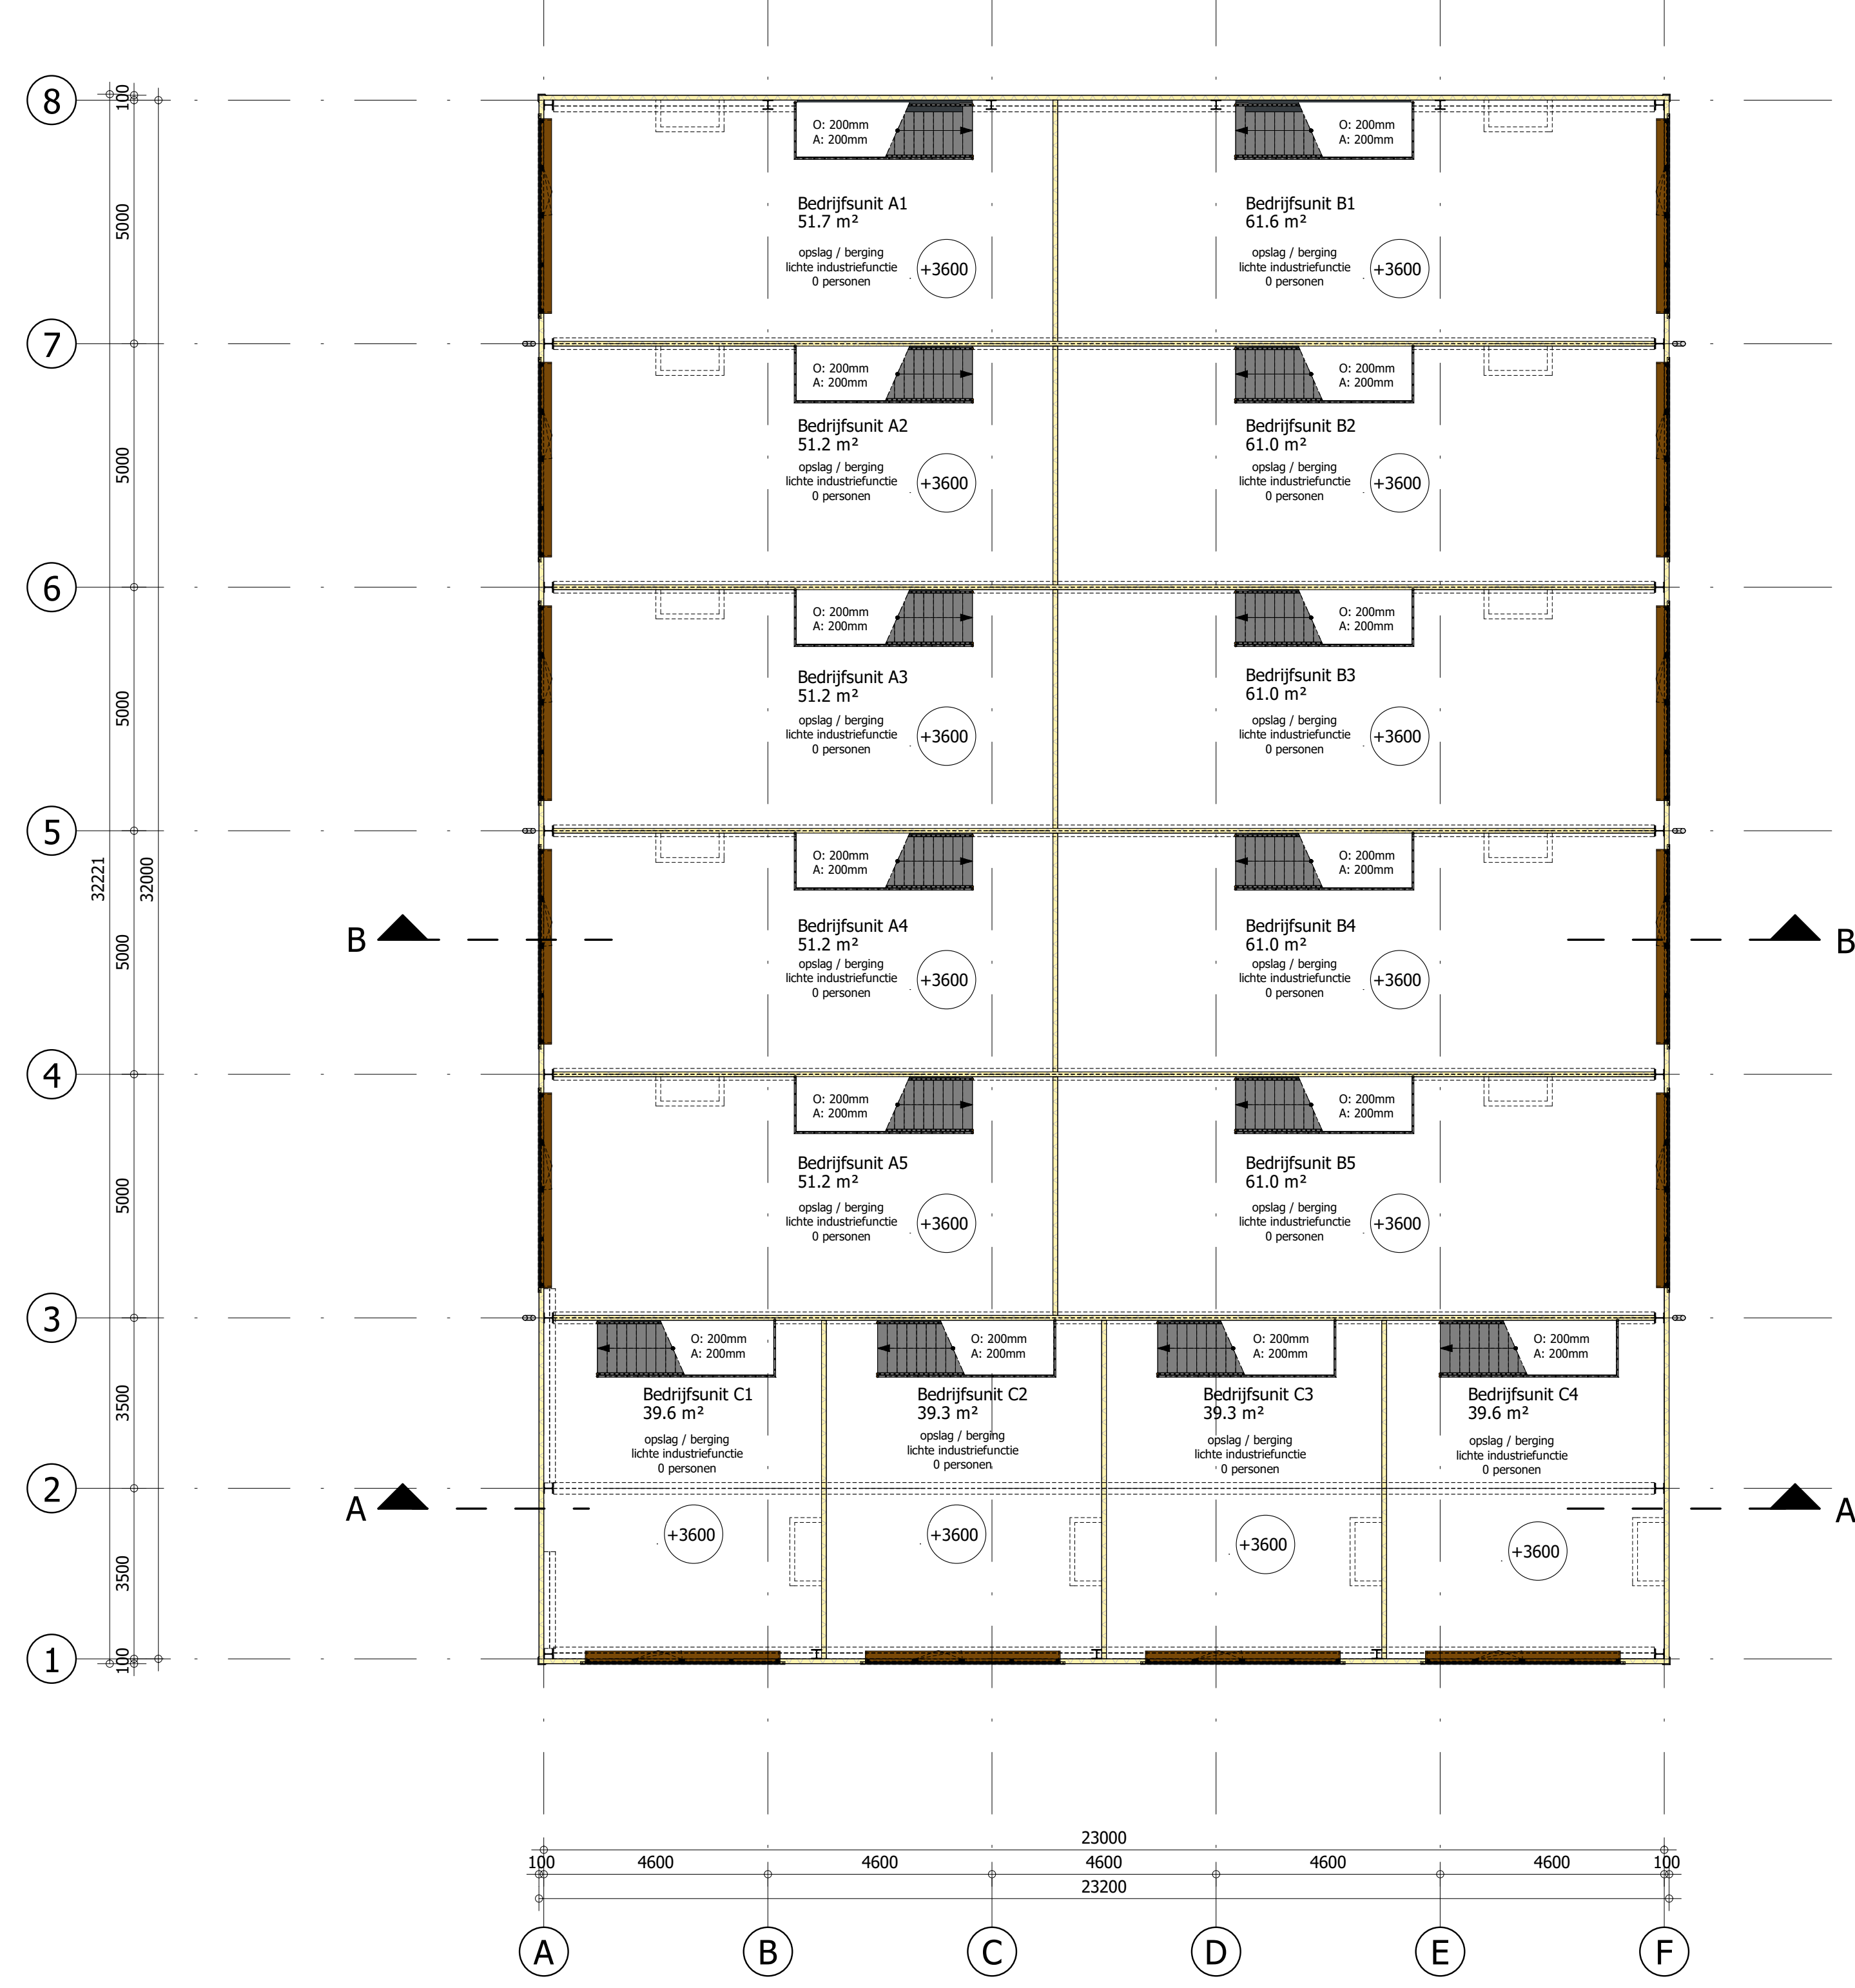 8
100
O: 200mm
A: 200mm
O: 200mm
A: 200mm
Bedrijfsunit A1
51.7 m²
opslag / berging
lichte industriefunctie
0 personen
+3600
Bedrijfsunit B1
61.6 m²
opslag / berging
lichte industriefunctie
0 personen
+3600
5000
7
O: 200mm
A: 200mm
O: 200mm
A: 200mm
Bedrijfsunit A2
51.2 m²
opslag / berging
lichte industriefunctie
0 personen
+3600
Bedrijfsunit B2
61.0 m²
opslag / berging
lichte industriefunctie
0 personen
+3600
5000
6
O: 200mm
A: 200mm
O: 200mm
A: 200mm
Bedrijfsunit A3
51.2 m²
opslag / berging
lichte industriefunctie
0 personen
+3600
Bedrijfsunit B3
61.0 m²
opslag / berging
lichte industriefunctie
0 personen
+3600
5000
5
32221
32000
O: 200mm
A: 200mm
O: 200mm
A: 200mm
B
Bedrijfsunit A4
51.2 m²
opslag / berging
lichte industriefunctie
0 personen
+3600
Bedrijfsunit B4
61.0 m²
opslag / berging
lichte industriefunctie
0 personen
+3600
B
5000
4
O: 200mm
A: 200mm
O: 200mm
A: 200mm
Bedrijfsunit A5
51.2 m²
opslag / berging
lichte industriefunctie
0 personen
+3600
Bedrijfsunit B5
61.0 m²
opslag / berging
lichte industriefunctie
0 personen
+3600
5000
3
O: 200mm
A: 200mm
O: 200mm
A: 200mm
O: 200mm
A: 200mm
O: 200mm
A: 200mm
3500
Bedrijfsunit C1
39.6 m²
opslag / berging
lichte industriefunctie
0 personen
Bedrijfsunit C2
39.3 m²
opslag / berging
lichte industriefunctie
0 personen
Bedrijfsunit C3
39.3 m²
opslag / berging
lichte industriefunctie
0 personen
Bedrijfsunit C4
39.6 m²
opslag / berging
lichte industriefunctie
0 personen
2
A
A
+3600
+3600
+3600
+3600
3500
1
100
23000
100
4600
4600
4600
4600
4600
100
23200
A
B
C
D
E
F